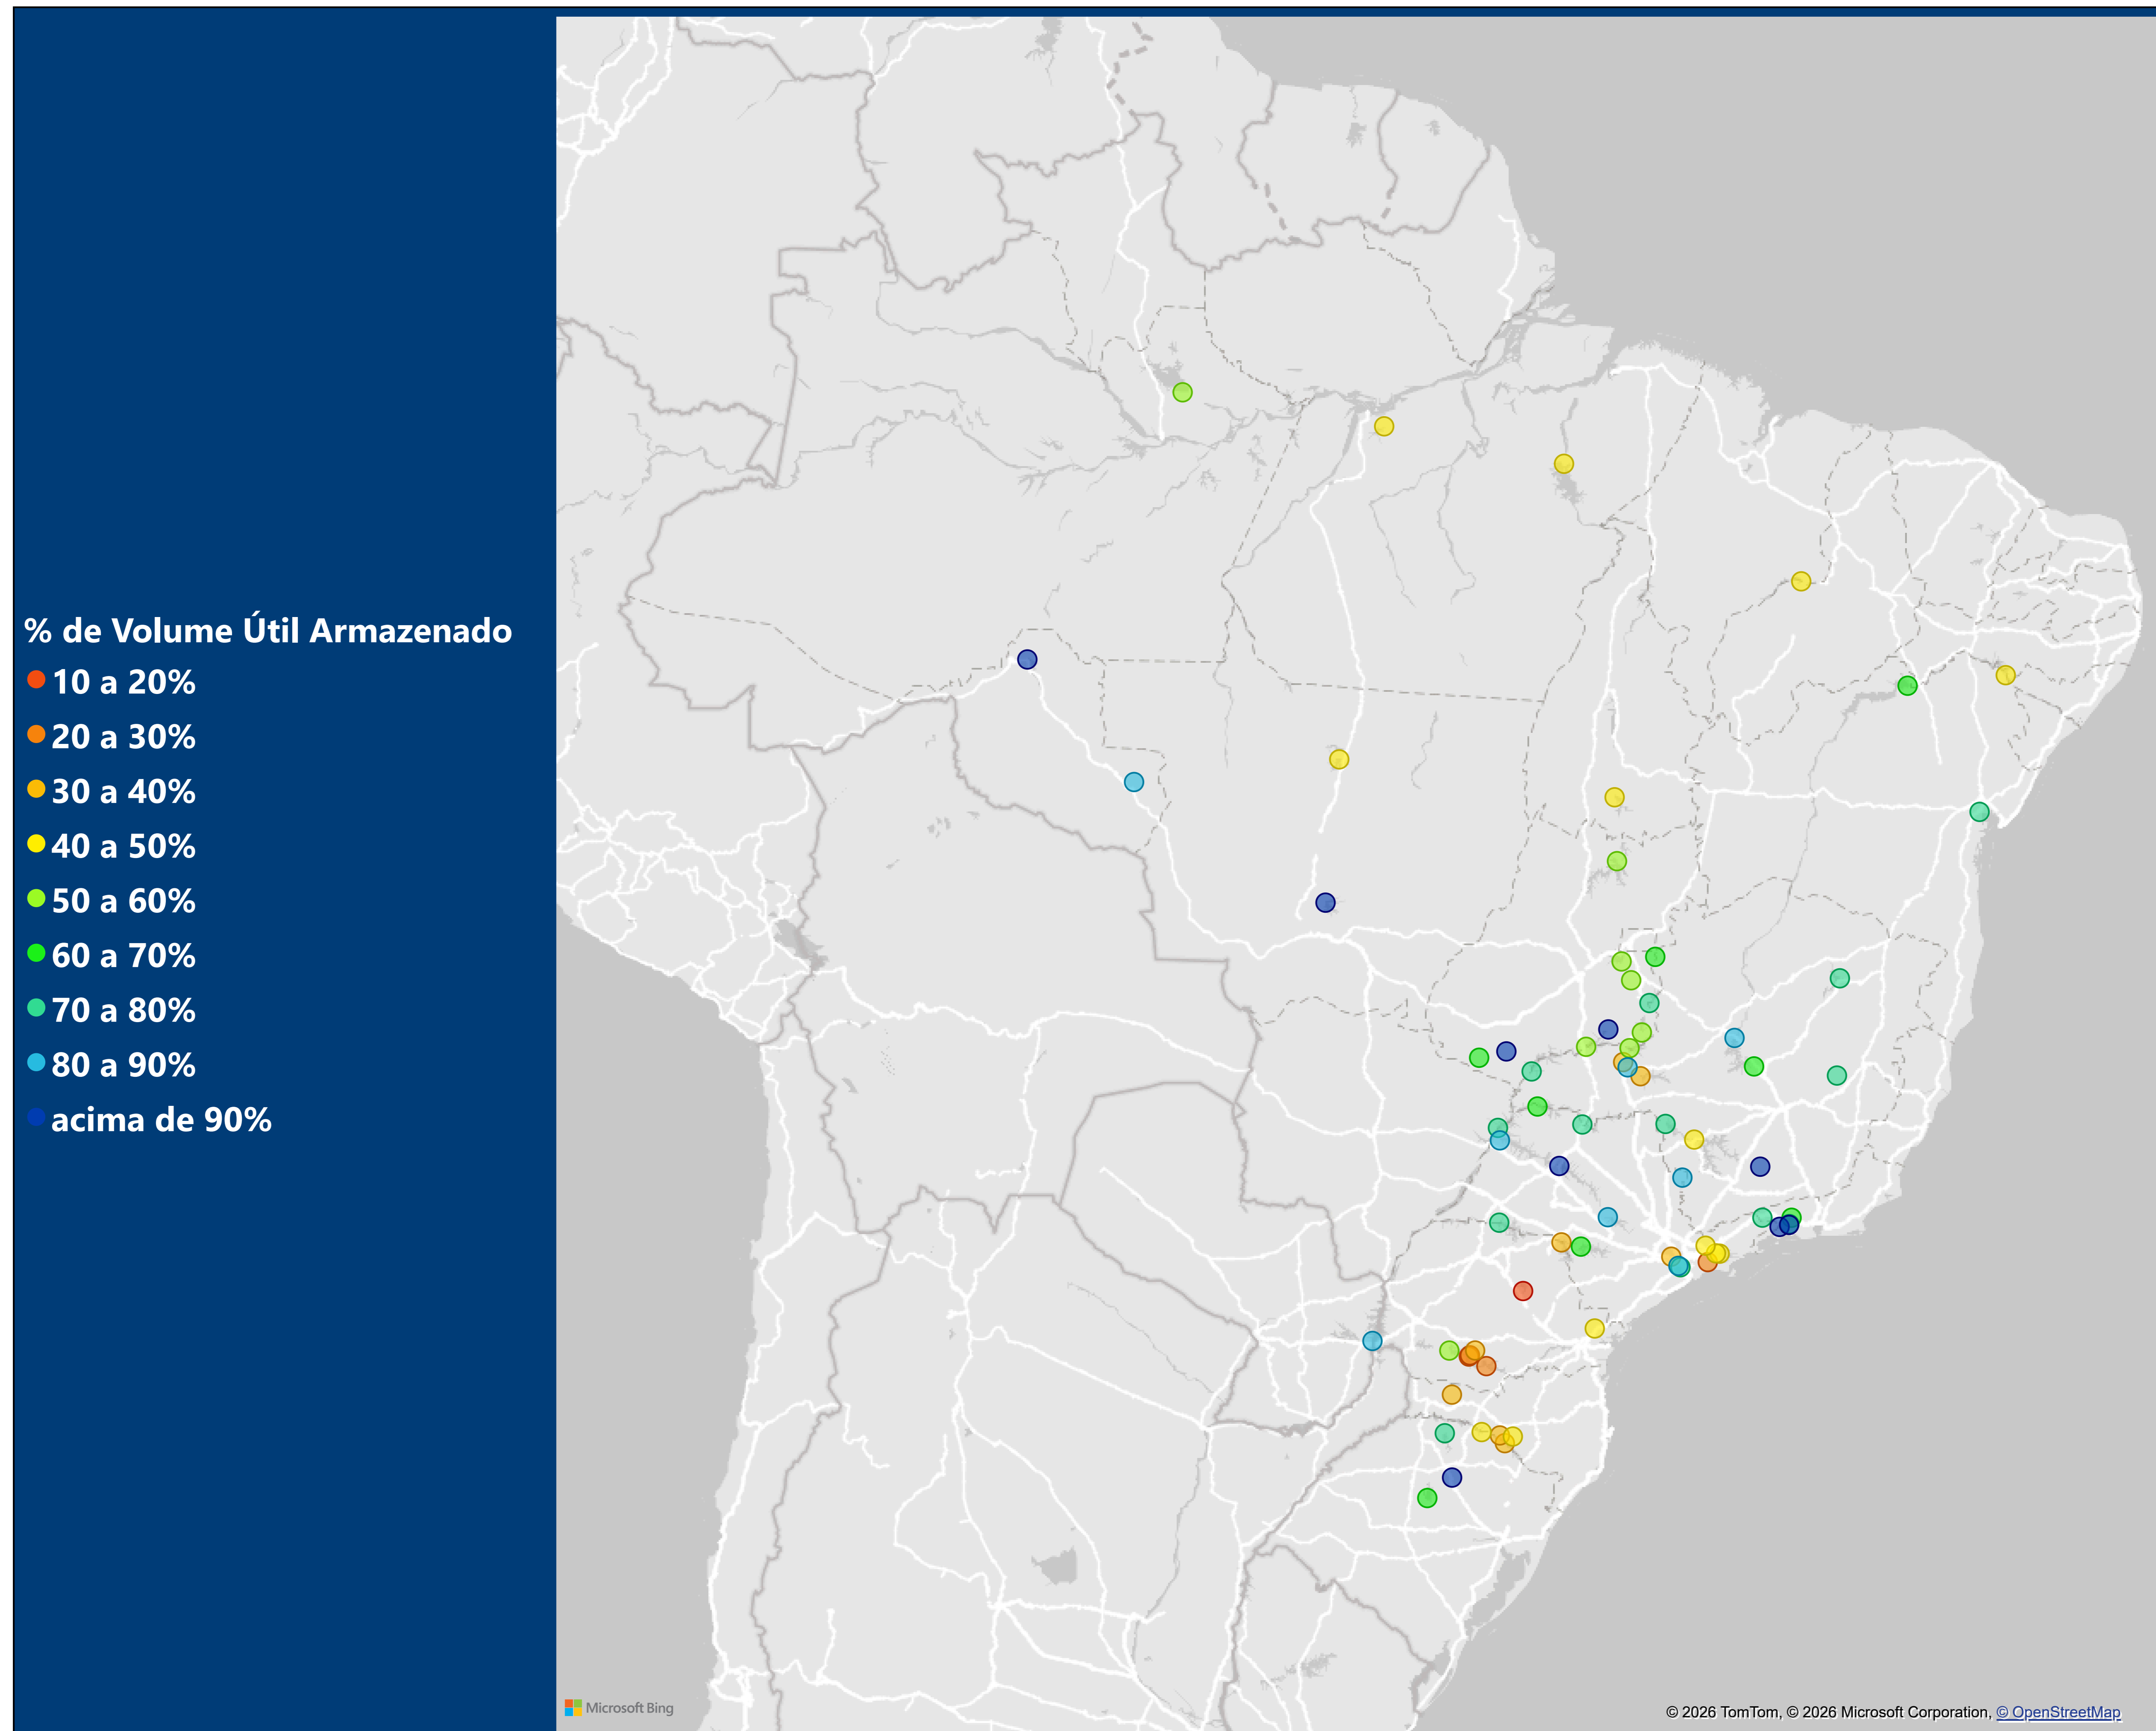 % de Volume Útil Armazenado
10 a 20%
20 a 30%
30 a 40%
40 a 50%
50 a 60%
60 a 70%
70 a 80%
80 a 90%
acima de 90%
Microsoft Bing
© 2026 TomTom, © 2026 Microsoft Corporation, © OpenStreetMap